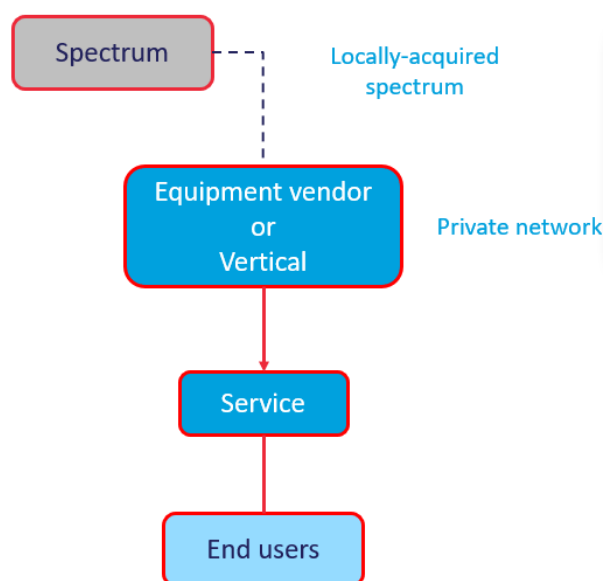 Spectrum
Locally-acquired
spectrum
Equipment vendor
or
Vertical
Private network
Service
End users